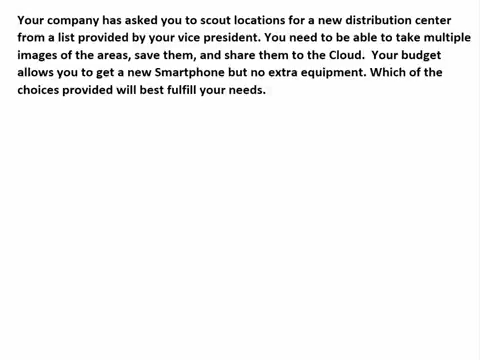 Your company has asked you to scout locations for a new distribution center
from a list provided by your vice president. You need to be able to take multiple
images of the areas, save them, and share them to the Cloud.  Your budget
allows you to get a new Smartphone but no extra equipment. Which of the
choices provided will best fulfill your needs.